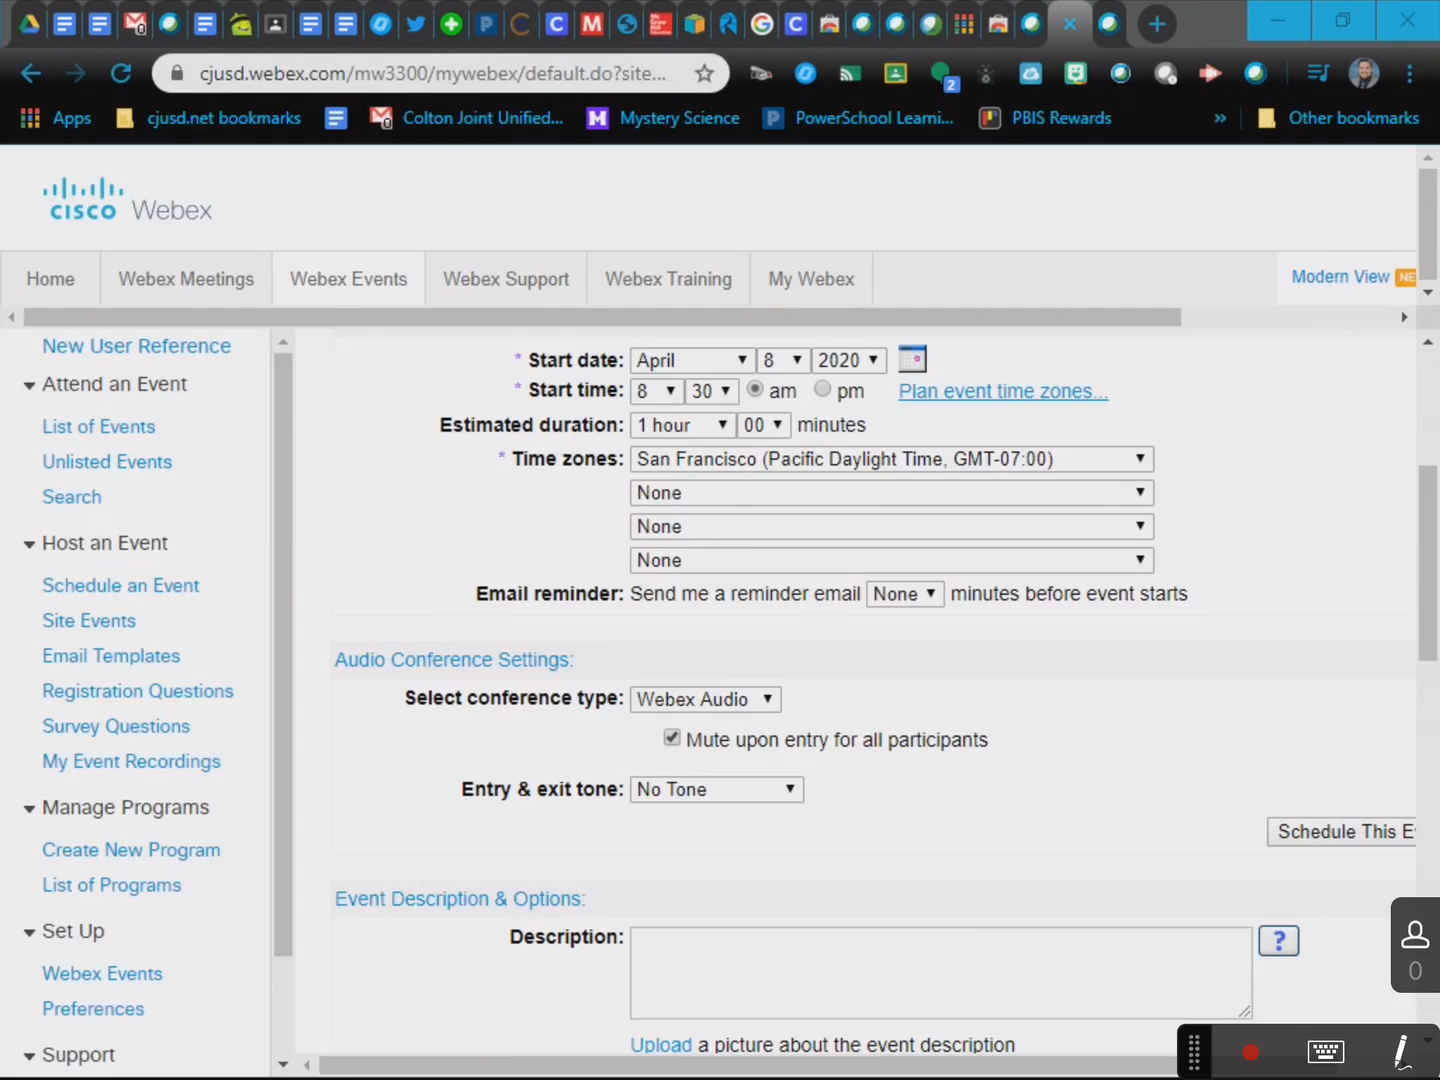 cjusd.webex.com/mw3300/mywebex/default.do?site...
2
Apps
cjusd.net bookmarks
Colton Joint Unified...
Mystery Science
PowerSchool Learni...
PBIS Rewards
»
Other bookmarks
CISCO Webex
Home
Webex Meetings
Webex Events
Webex Support
Webex Training
My Webex
Modern View NE
New User Reference
Attend an Event
List of Events
Unlisted Events
Search
Host an Event
Schedule an Event
Site Events
Email Templates
Registration Questions
Survey Questions
My Event Recordings
Manage Programs
Create New Program
List of Programs
Set Up
Webex Events
Preferences
Support
* Start date: April 8 2020
* Start time: 8 30 am pm Plan event time zones...
Estimated duration: 1 hour 00 minutes
* Time zones: San Francisco (Pacific Daylight Time, GMT-07:00)
None
None
None
Email reminder: Send me a reminder email None minutes before event starts
Audio Conference Settings:
Select conference type: Webex Audio
Mute upon entry for all participants
Entry & exit tone: No Tone
Schedule This E
Event Description & Options:
Description:
?
Upload a picture about the event description
0